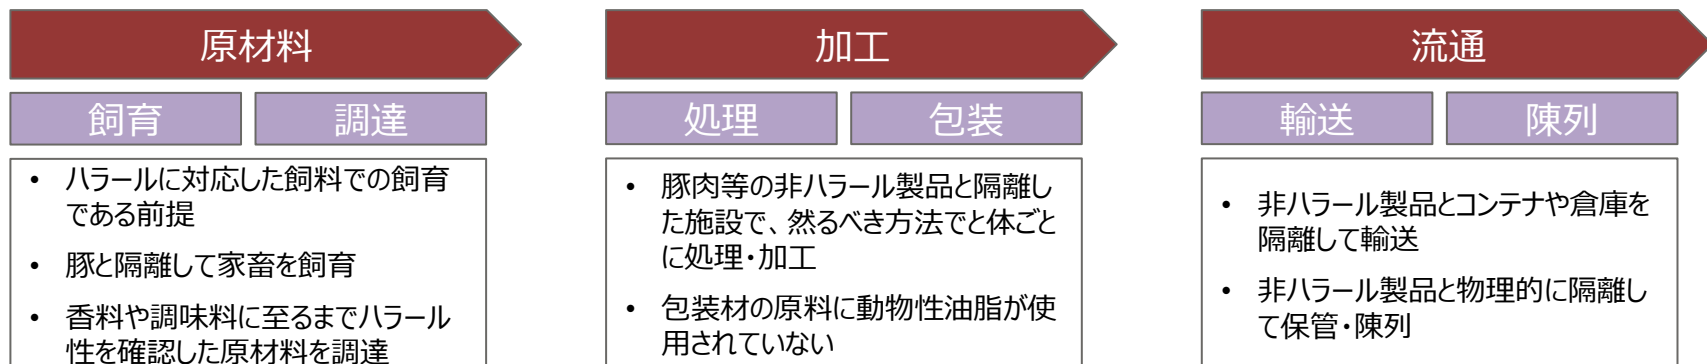 原材料
飼育
調達
• ハラールに対応した飼料での飼育
である前提
• 豚と隔離して家畜を飼育
• 香料や調味料に至るまでハラール
性を確認した原材料を調達
加工
処理
包装
• 豚肉等の非ハラール製品と隔離し
た施設で、然るべき方法でと体ごと
に処理・加工
• 包装材の原料に動物性油脂が使
用されていない
流通
輸送
陳列
• 非ハラール製品とコンテナや倉庫を
隔離して輸送
• 非ハラール製品と物理的に隔離し
て保管・陳列